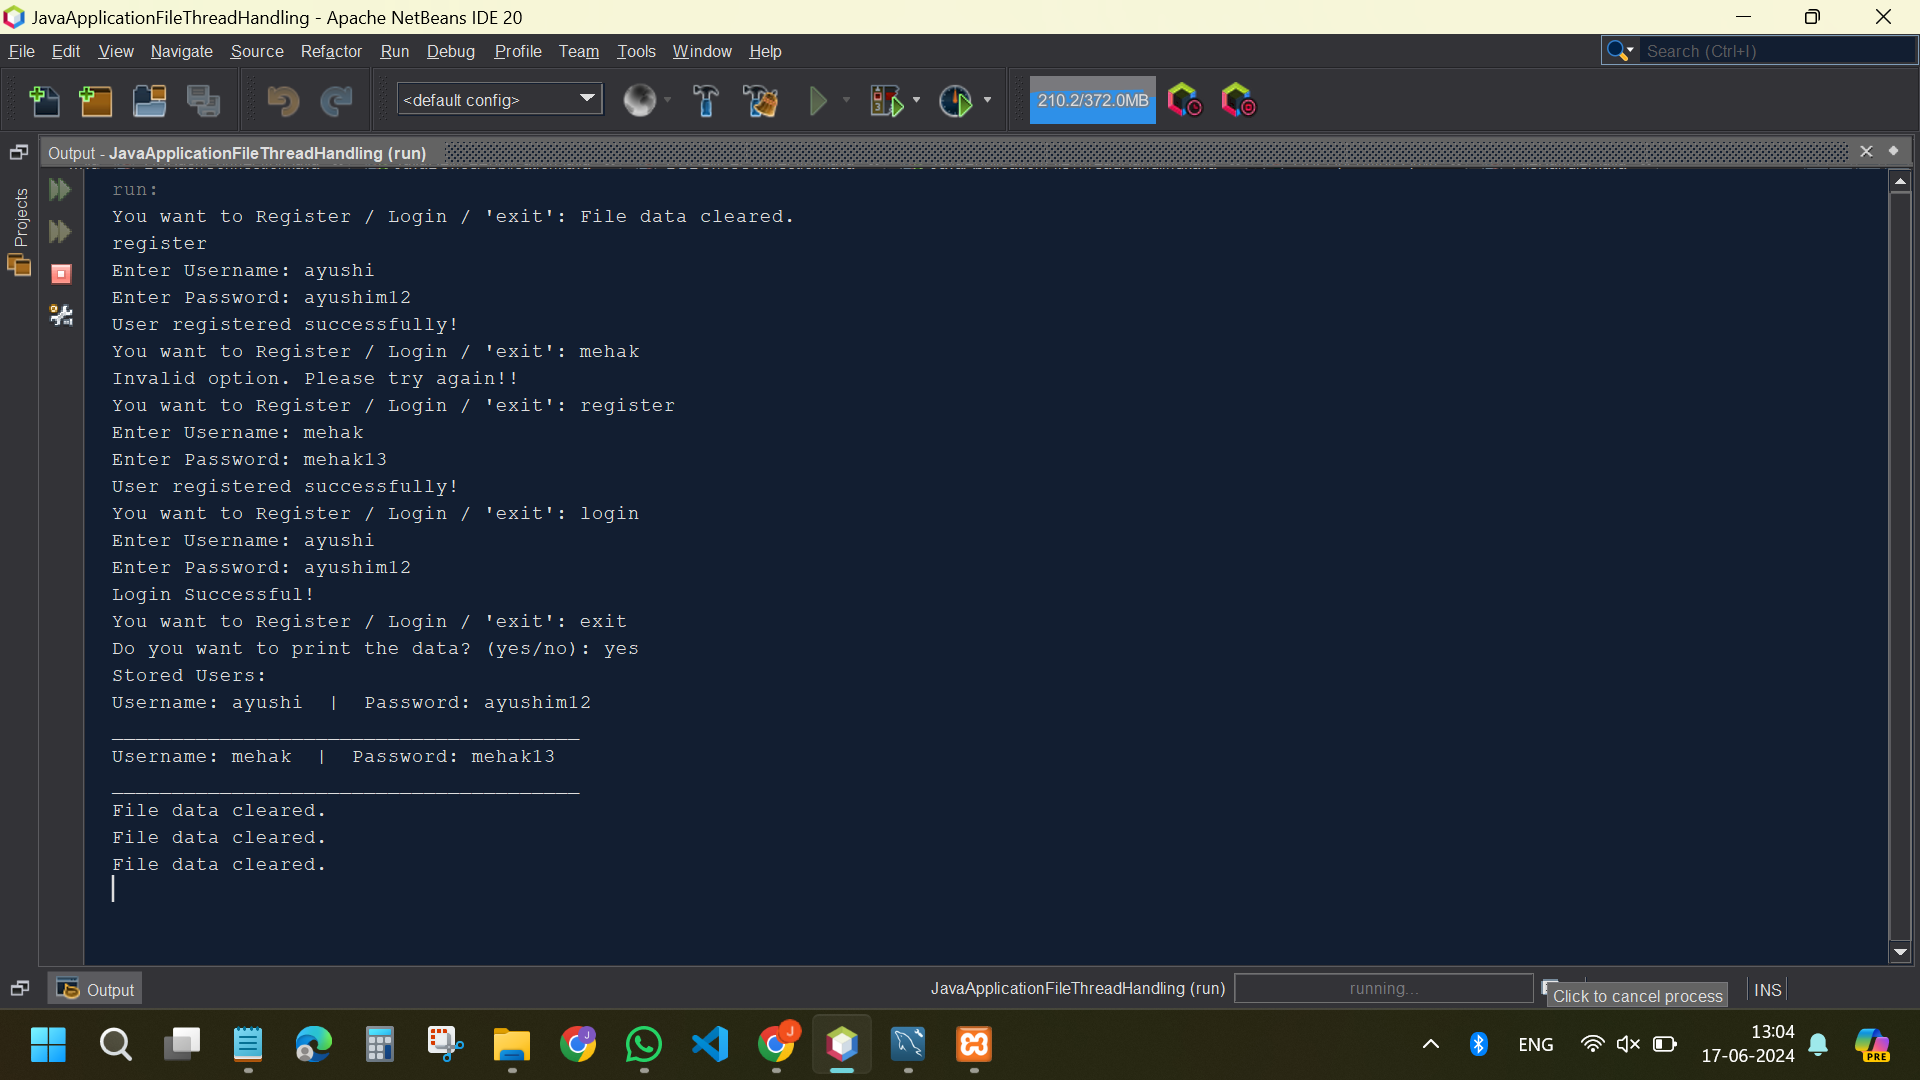 JavaApplicationFileThreadHandling - Apache NetBeans IDE 20
File Edit View Navigate Source Refactor Run Debug Profile Team Tools Window Help
Search (Ctrl+I)
<default config>
210.2/372.0MB
Output - JavaApplicationFileThreadHandling (run)
Projects
run:
You want to Register / Login / 'exit': File data cleared.
register
Enter Username: ayushi
Enter Password: ayushim12
User registered successfully!
You want to Register / Login / 'exit': mehak
Invalid option. Please try again!!
You want to Register / Login / 'exit': register
Enter Username: mehak
Enter Password: mehak13
User registered successfully!
You want to Register / Login / 'exit': login
Enter Username: ayushi
Enter Password: ayushim12
Login Successful!
You want to Register / Login / 'exit': exit
Do you want to print the data? (yes/no): yes
Stored Users:
Username: ayushi | Password: ayushim12
_______________________________________
Username: mehak | Password: mehak13
_______________________________________
File data cleared.
File data cleared.
File data cleared.
Output
JavaApplicationFileThreadHandling (run)
running...
Click to cancel process
INS
J
J
ENG
13:04
17-06-2024
PRE